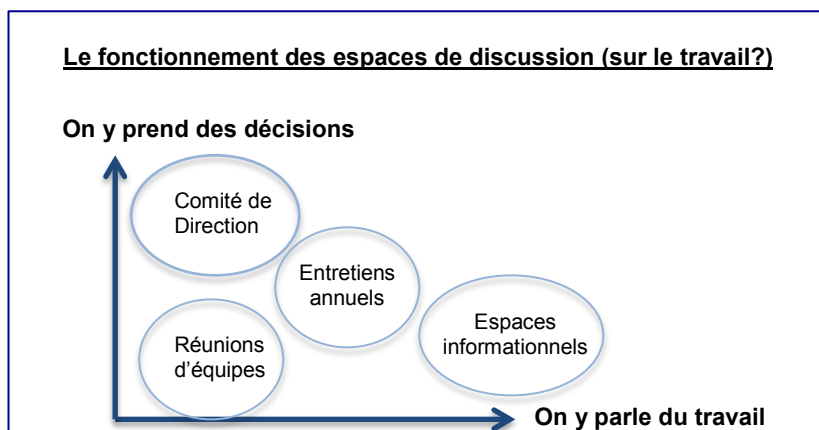 Le fonctionnement des espaces de discussion (sur le travail?)
On y prend des décisions
Comité de
Direction
Entretiens
annuels
Espaces
informationnels
Réunions
d'équipes
On y parle du travail